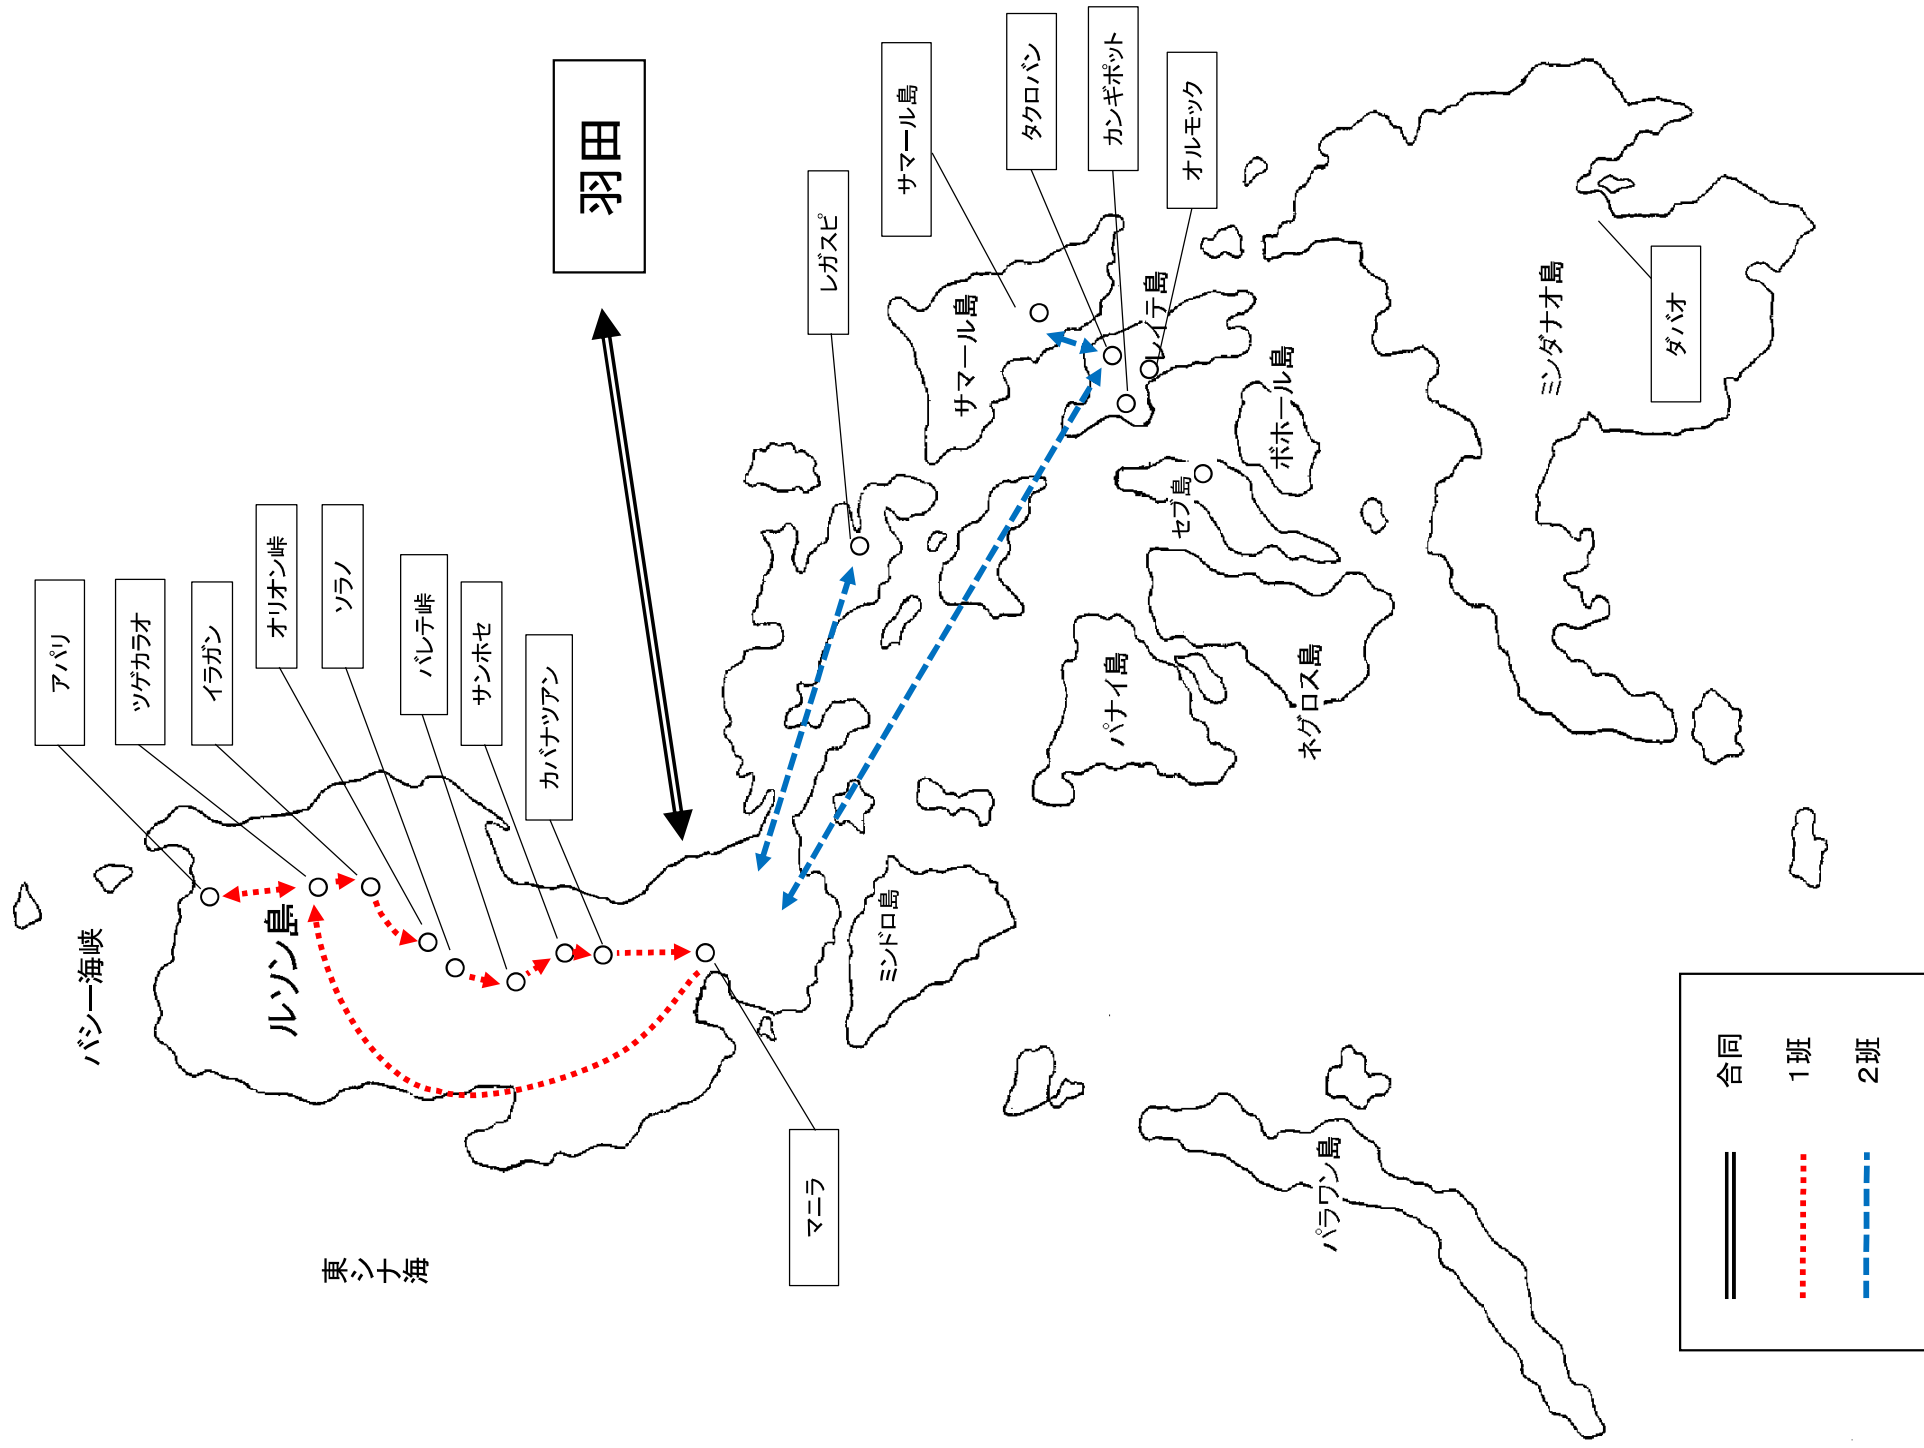 バシー海峡
東シナ海
ルソン島
アパリ
ツゲカラオ
イラガン
オリオン峠
ソラノ
バレテ峠
サンホセ
カバナツアン
マニラ
羽田
レガスピ
サマール島
タクロバン
カンギポット
オルモック
サマール島
レイテ島
セブ島
ボホール島
ミンドロ島
パナイ島
ネグロス島
ミンダナオ島
ダバオ
パラワン島
合同
1班
2班